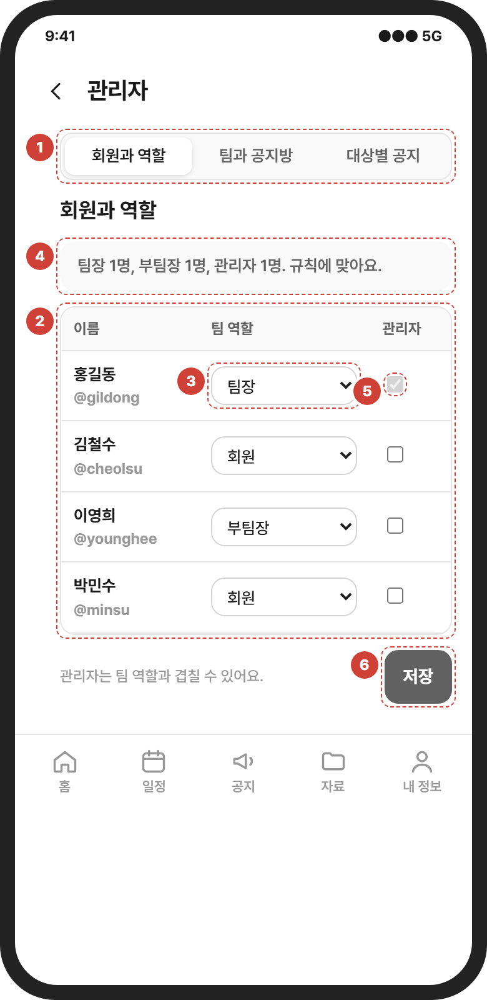 9:41
5G
관리자
1
회원과 역할
팀과 공지방
대상별 공지
회원과 역할
4
팀장 1명, 부팀장 1명, 관리자 1명. 규칙에 맞아요.
2
이름
팀 역할
관리자
홍길동
@gildong
3
팀장
5
김철수
@cheolsu
회원
이영희
@younghee
부팀장
박민수
@minsu
회원
관리자는 팀 역할과 겹칠 수 있어요.
6
저장
홈
일정
공지
자료
내 정보